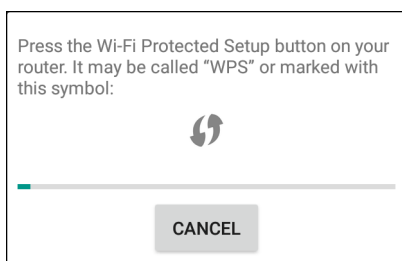 Press the Wi-Fi Protected Setup button on your
router. It may be called “WPS” or marked with
this symbol:
CANCEL